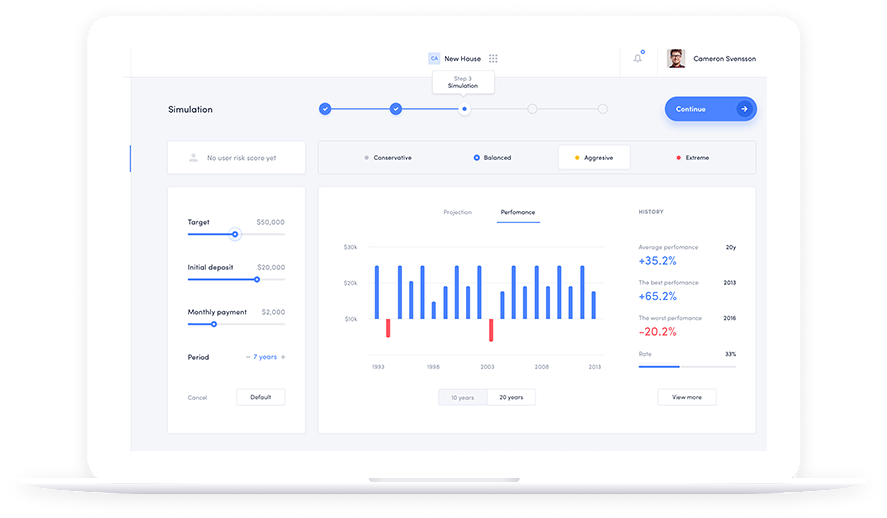 CA New House
Cameron Svensson
Step 3
Simulation
Simulation
Continue
No user risk score yet
Conservative
Balanced
Aggresive
Extreme
Target $50,000
Initial deposit $20,000
Monthly payment $2,000
Period − 7 years +
Cancel
Default
Projection
Perfomance
$30k
$20k
$10k
1993
1998
2003
2008
2013
10 years
20 years
HISTORY
Average perfomance 20y
+35.2%
The best perfomance 2013
+65.2%
The worst perfomance 2016
-20.2%
Rate 33%
View more